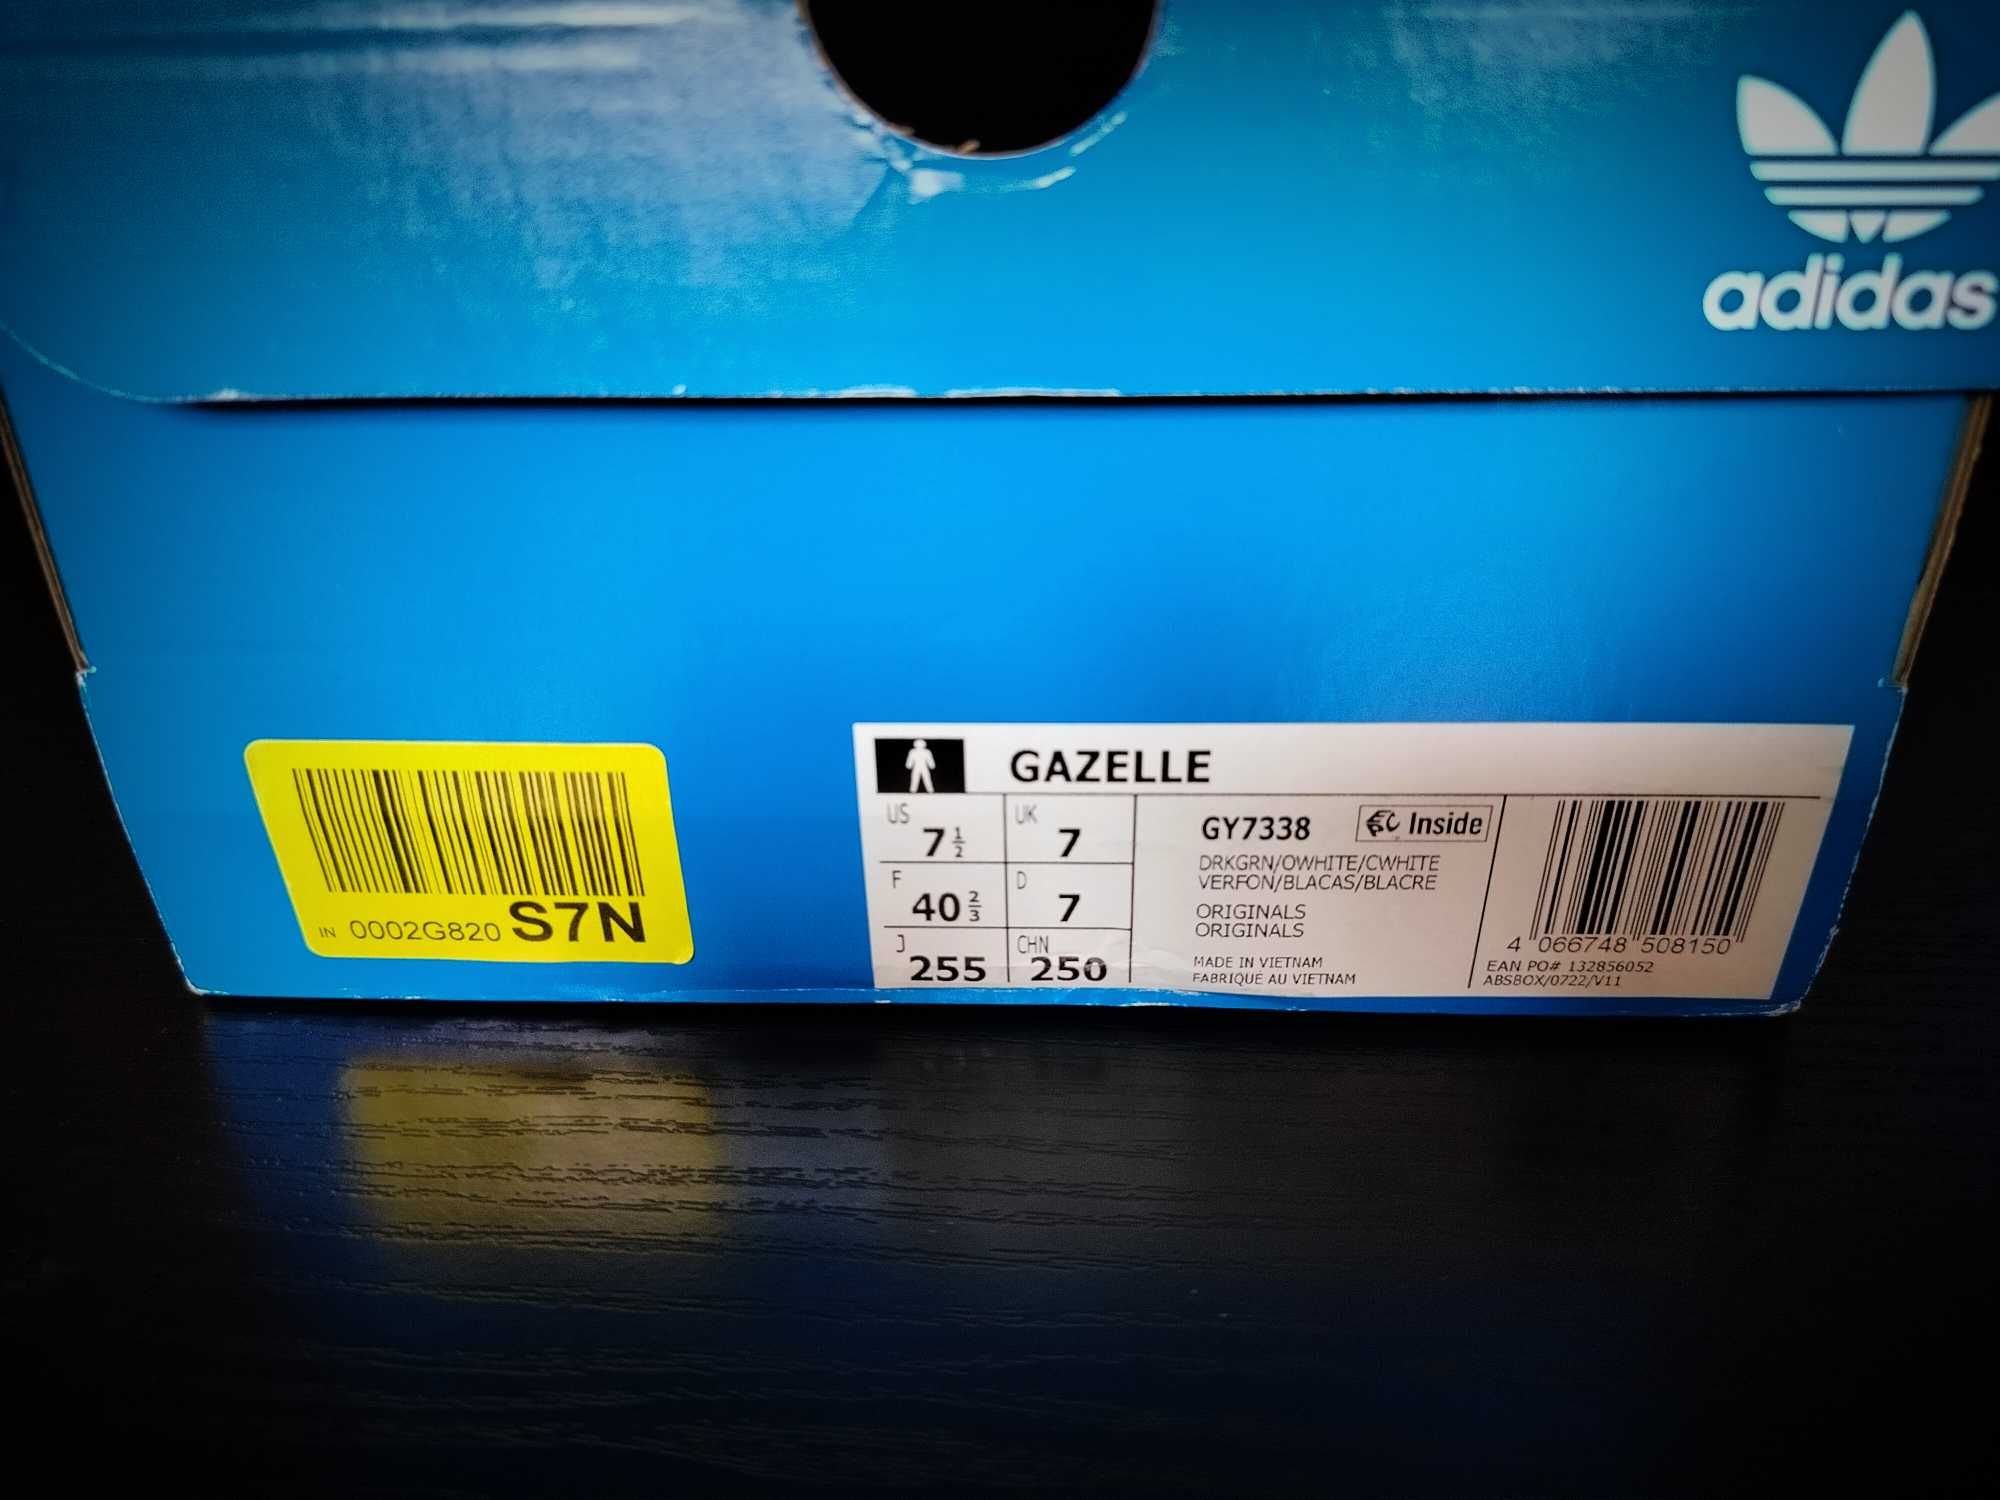 adidas
GAZELLE
US 7 1/2
UK 7
F 40 2/3
D 7
J 255
CHN 250
GY7338
Inside
DRKGRN/OWHITE/CWHITE
VERFON/BLACAS/BLACRE
ORIGINALS
ORIGINALS
MADE IN VIETNAM
FABRIQUÉ AU VIETNAM
4 066748 508150
EAN PO# 132856052
ABSBOX/0722/V11
IN 0002G820 S7N